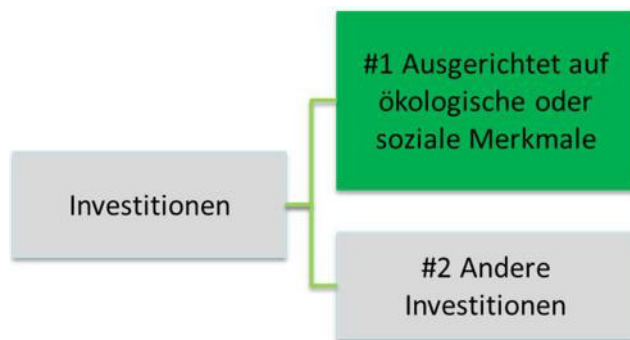 #1 Ausgerichtet auf
ökologische oder
soziale Merkmale
Investitionen
#2 Andere
Investitionen